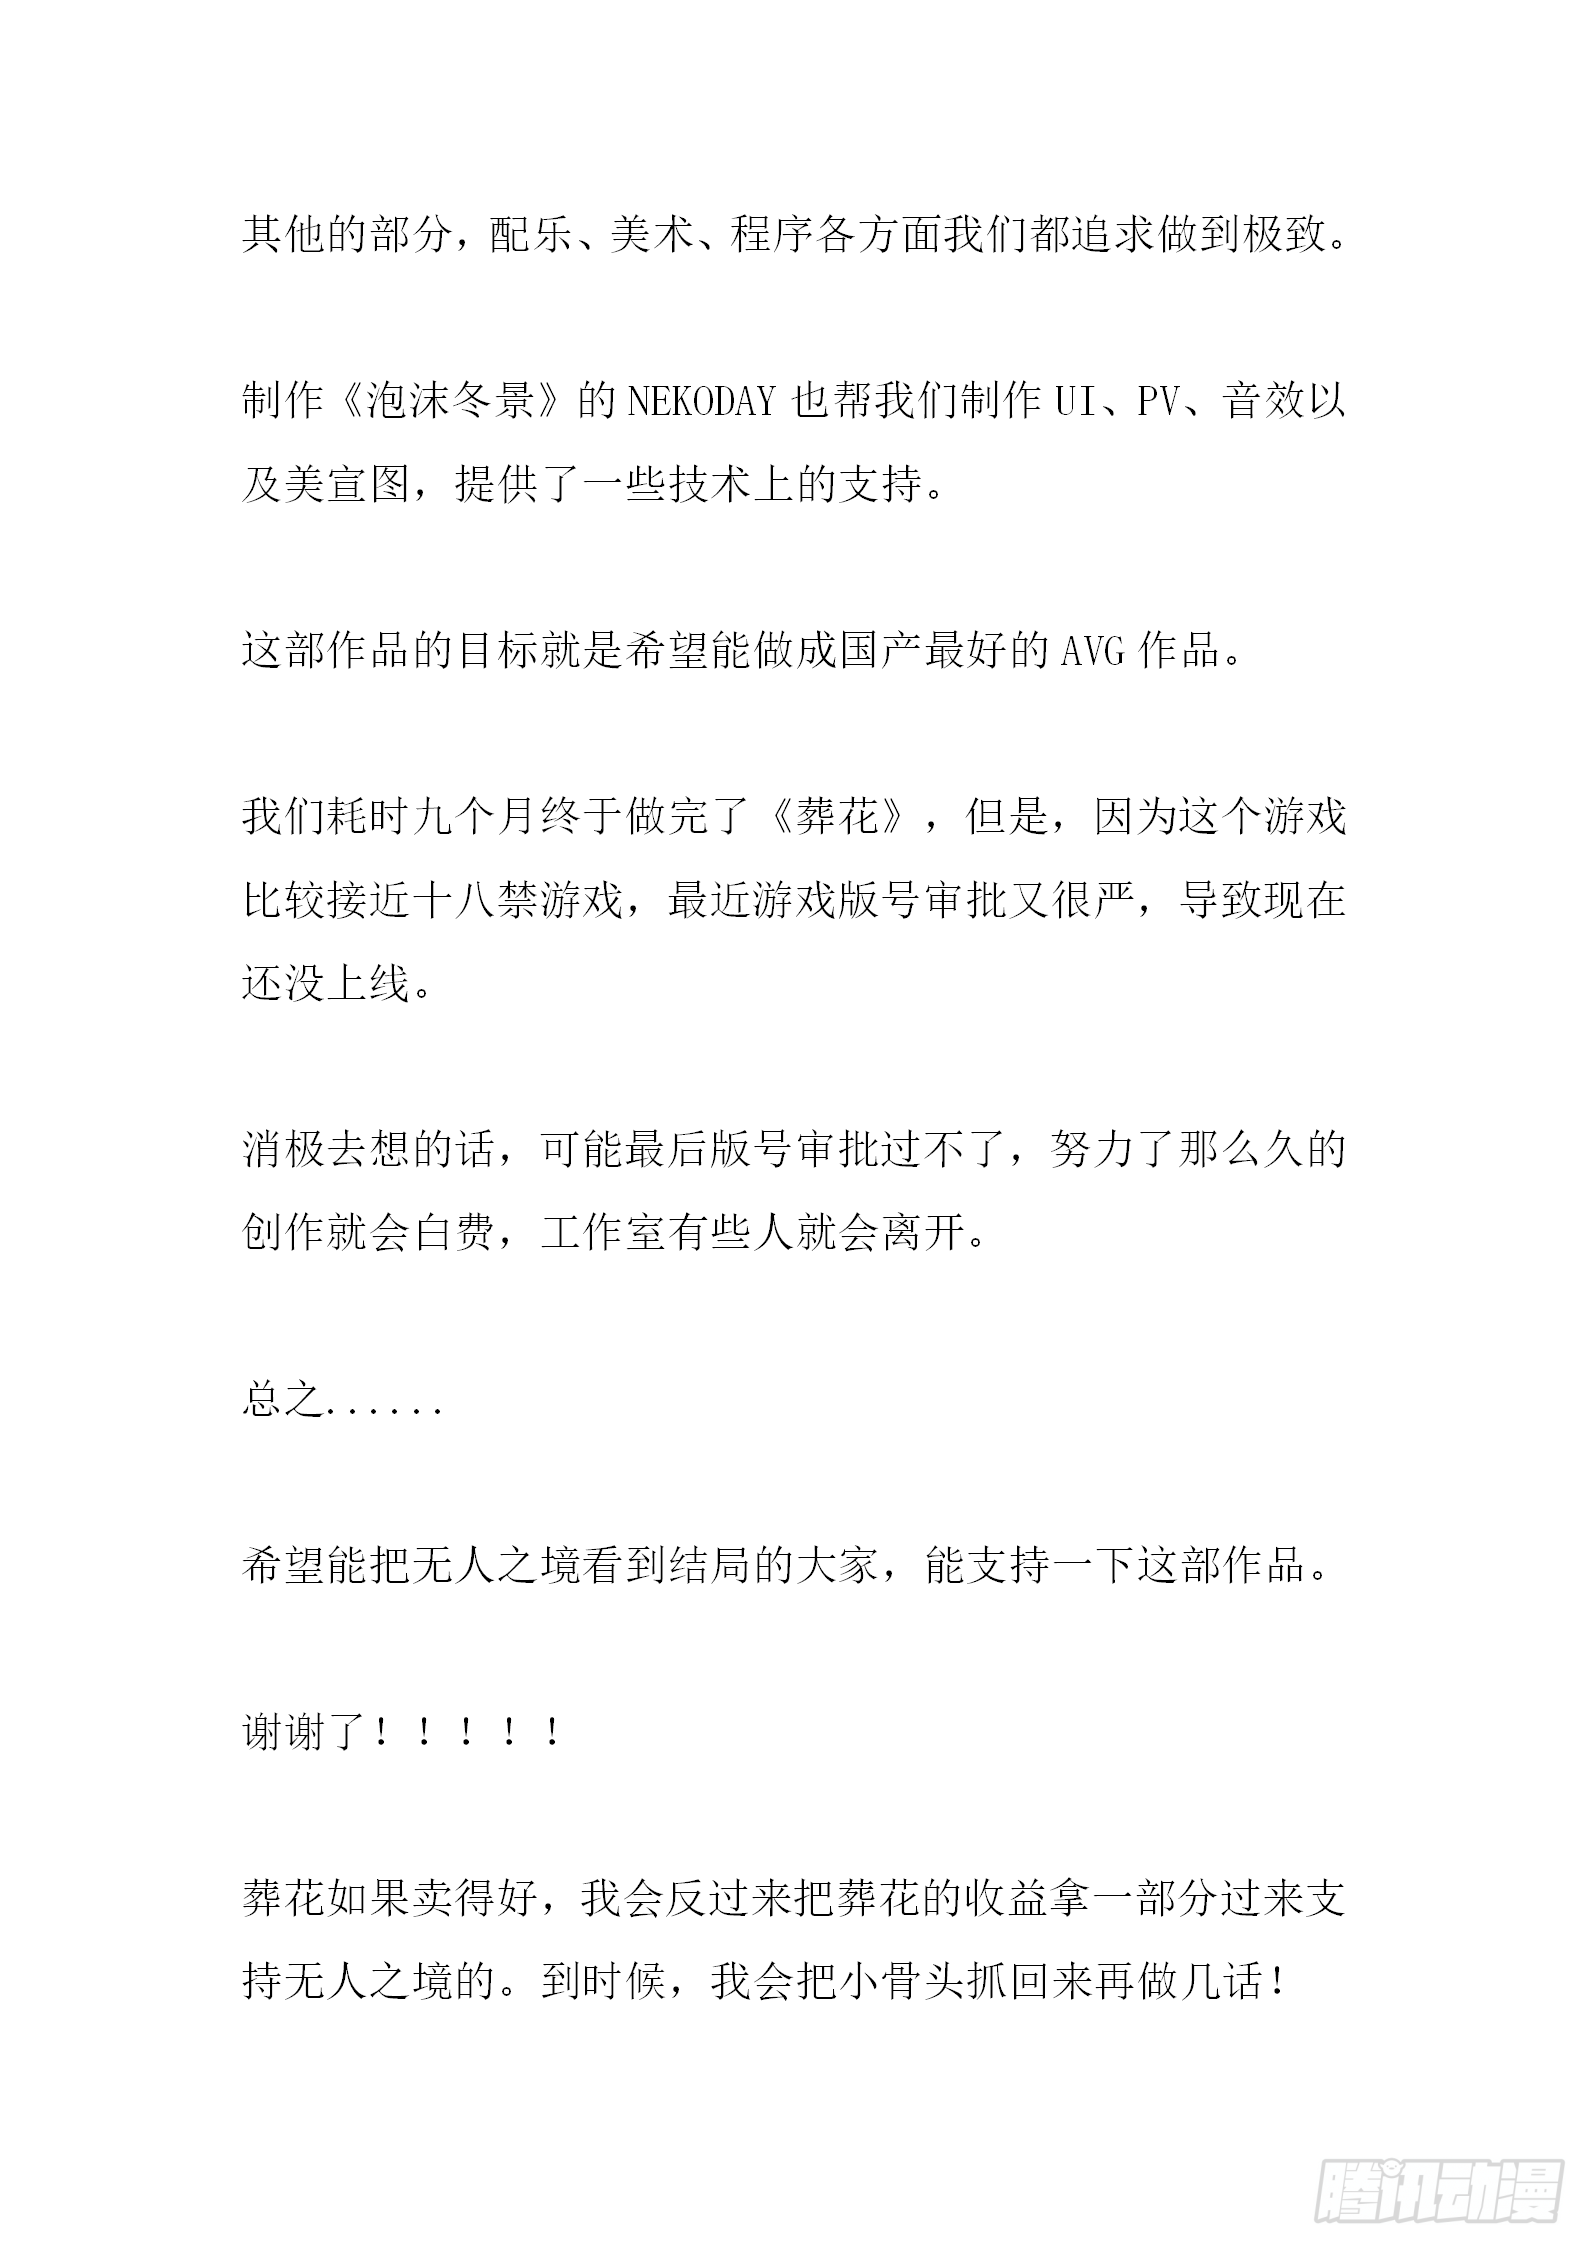 其他的部分，配乐、美术、程序各方面我们都追求做到极致。
制作《泡沫冬景》的 NEKODAY 也帮我们制作 UI、PV、音效以
及美宣图，提供了一些技术上的支持。
这部作品的目标就是希望能做成国产最好的 AVG 作品。
我们耗时九个月终于做完了《葬花》，但是，因为这个游戏
比较接近十八禁游戏，最近游戏版号审批又很严，导致现在
还没上线。
消极去想的话，可能最后版号审批过不了，努力了那么久的
创作就会白费，工作室有些人就会离开。
总之......
希望能把无人之境看到结局的大家，能支持一下这部作品。
谢谢了！！！！！
葬花如果卖得好，我会反过来把葬花的收益拿一部分过来支
持无人之境的。到时候，我会把小骨头抓回来再做几话！
腾讯动漫